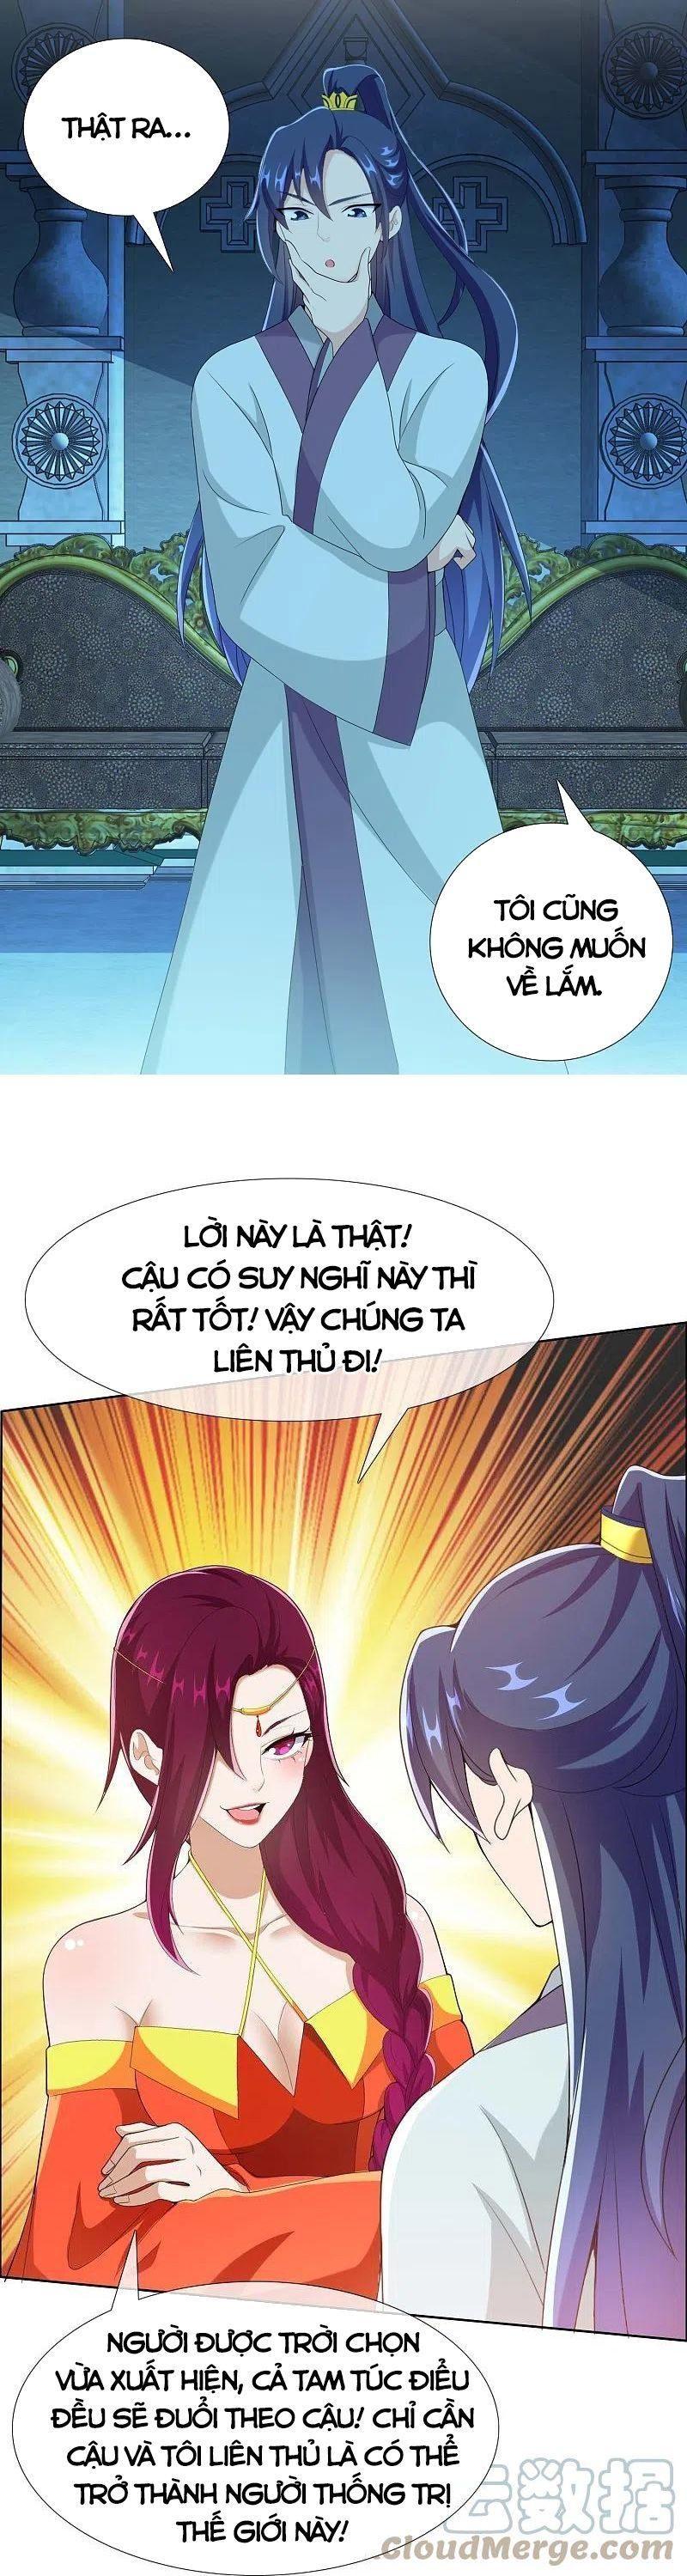 THẬT RA...
TÔI CŨNG
KHÔNG MUỐN
VỀ LẮM.
LỜI NÀY LÀ THẬT!
CẬU CÓ SUY NGHĨ NÀY THÌ
RẤT TỐT! VẬY CHÚNG TA
LIÊN THỦ ĐI!
NGƯỜI ĐƯỢC TRỜI CHỌN
VỪA XUẤT HIỆN, CẢ TAM TÚC ĐIỂU
ĐỀU SẼ ĐUỔI THEO CẬU! CHỈ CẦN
CẬU VÀ TÔI LIÊN THỦ LÀ CÓ THỂ
TRỞ THÀNH NGƯỜI THỐNG TRỊ
THẾ GIỚI NÀY!
云数据
CloudMerge.com